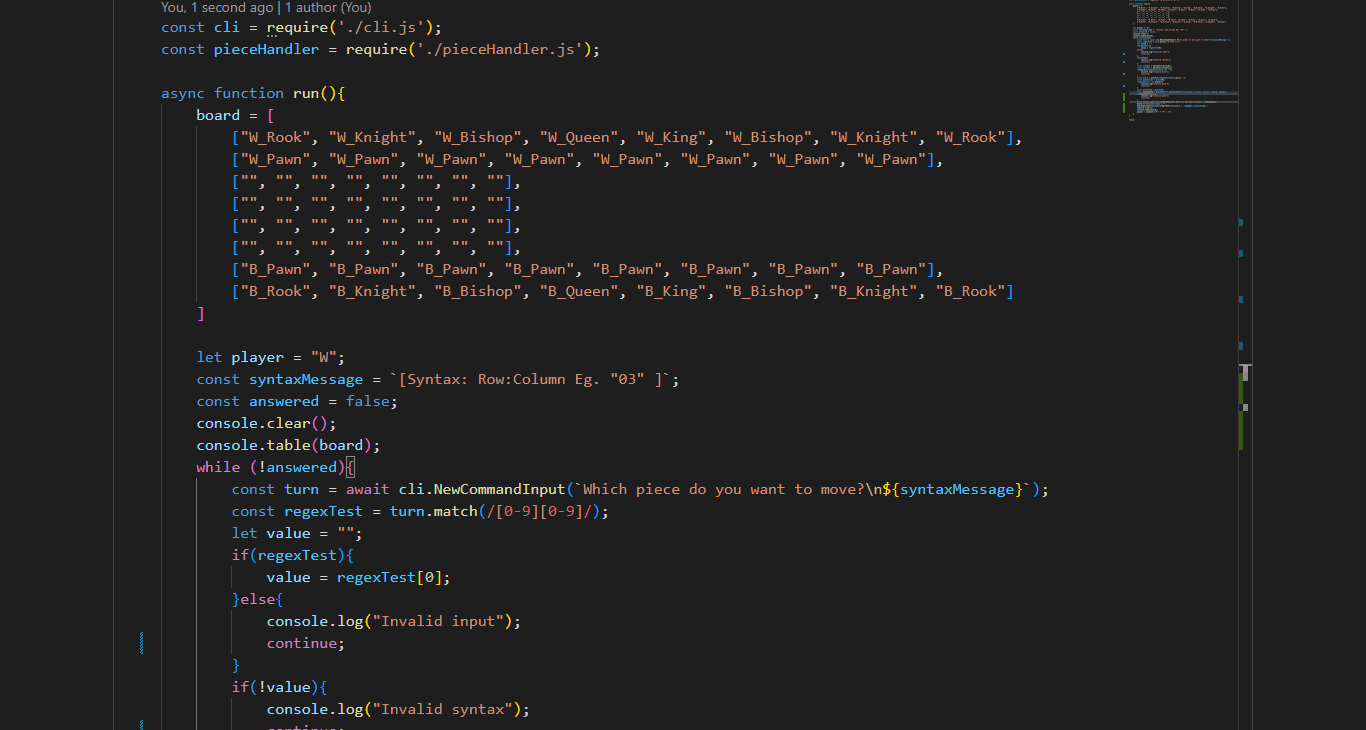 You, 1 second ago | 1 author (You)
const cli = require('./cli.js');
const pieceHandler = require('./pieceHandler.js');
async function run(){
board = [
["W_Rook", "W_Knight", "W_Bishop", "W_Queen", "W_King", "W_Bishop", "W_Knight", "W_Rook"],
["W_Pawn", "W_Pawn", "W_Pawn", "W_Pawn", "W_Pawn", "W_Pawn", "W_Pawn", "W_Pawn"],
["", "", "", "", "", "", "", ""],
["", "", "", "", "", "", "", ""],
["", "", "", "", "", "", "", ""],
["", "", "", "", "", "", "", ""],
["B_Pawn", "B_Pawn", "B_Pawn", "B_Pawn", "B_Pawn", "B_Pawn", "B_Pawn", "B_Pawn"],
["B_Rook", "B_Knight", "B_Bishop", "B_Queen", "B_King", "B_Bishop", "B_Knight", "B_Rook"]
]
let player = "W";
const syntaxMessage = `[Syntax: Row:Column Eg. "03" ]`;
const answered = false;
console.clear();
console.table(board);
while (!answered){
const turn = await cli.NewCommandInput(`Which piece do you want to move?\n${syntaxMessage}`);
const regexTest = turn.match(/[0-9][0-9]/);
let value = "";
if(regexTest){
value = regexTest[0];
}else{
console.log("Invalid input");
continue;
}
if(!value){
console.log("Invalid syntax");
continue;